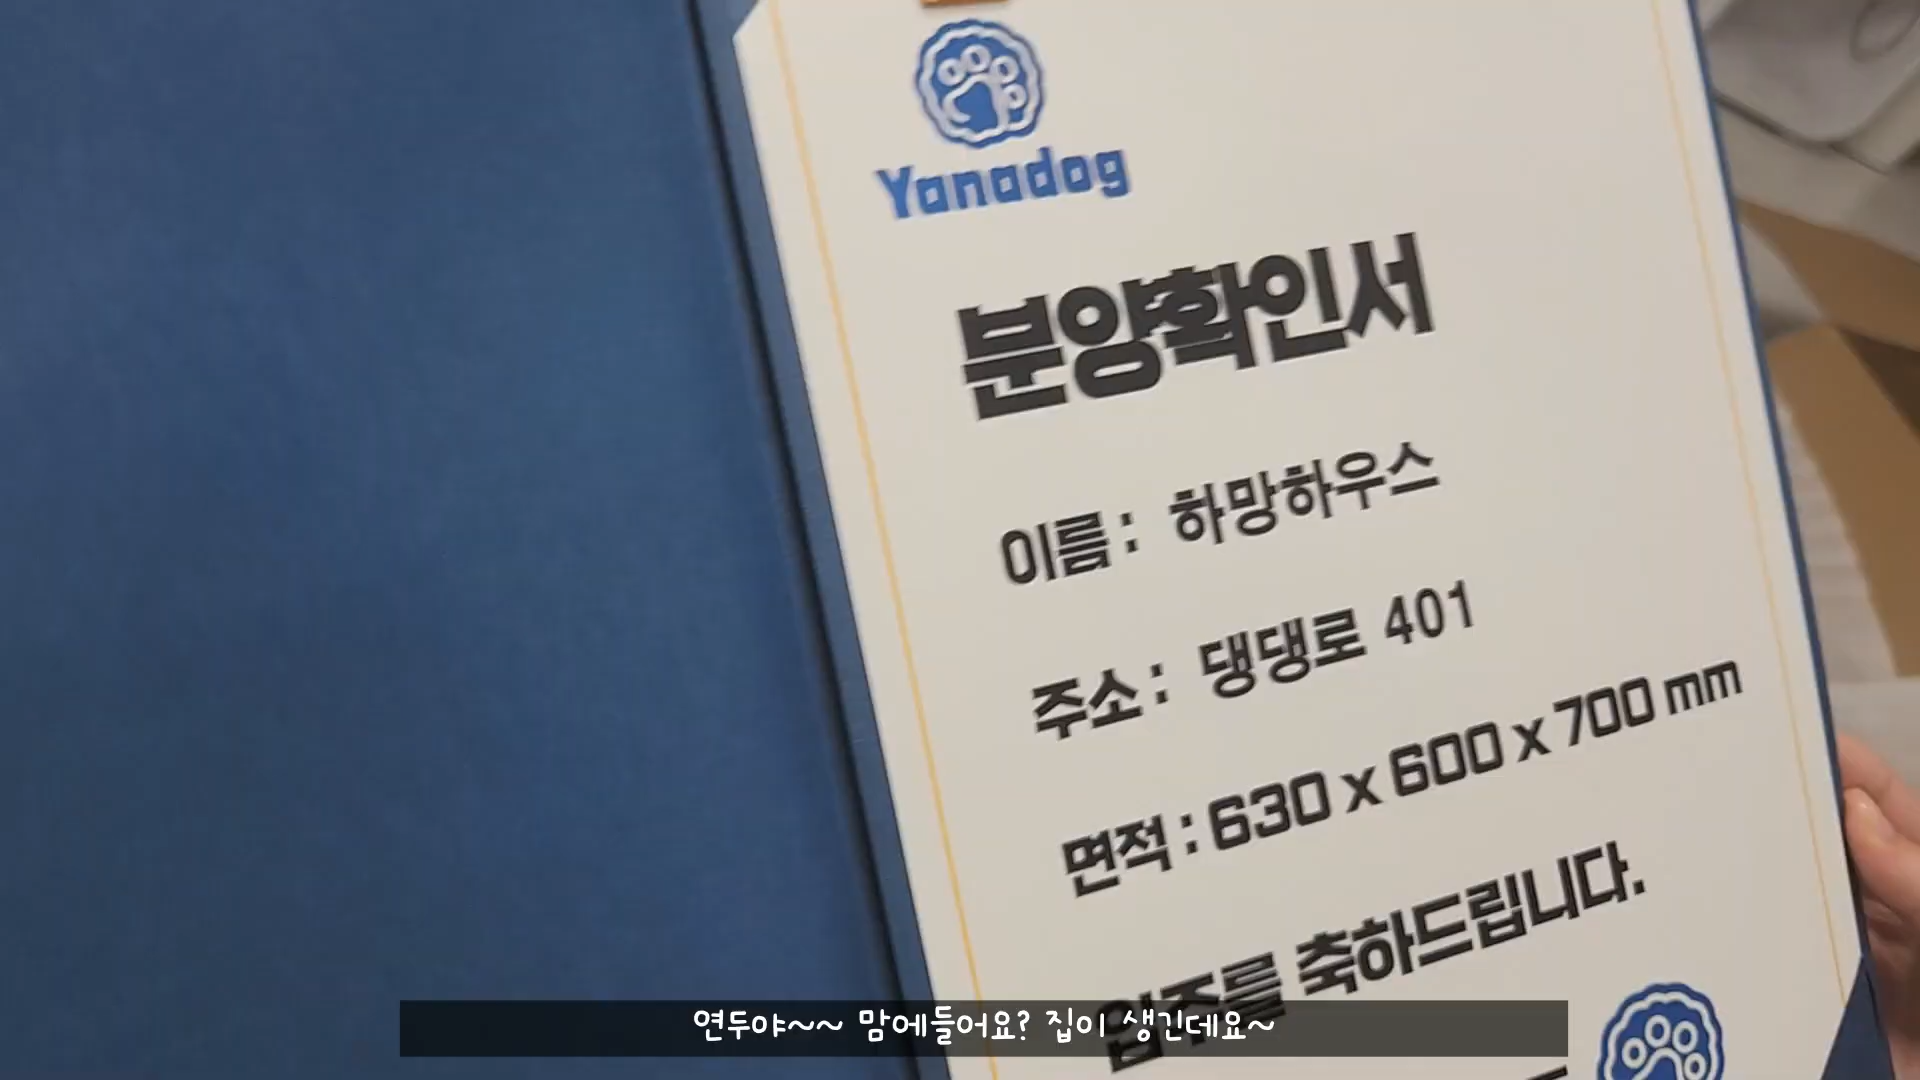 Yanadog
분양확인서
이름 : 하망하우스
주소 : 댕댕로 401
면적 : 630 x 600 x 700 mm
입주를 축하드립니다.
연두야~~ 맘에들어요? 집이 생긴데요~